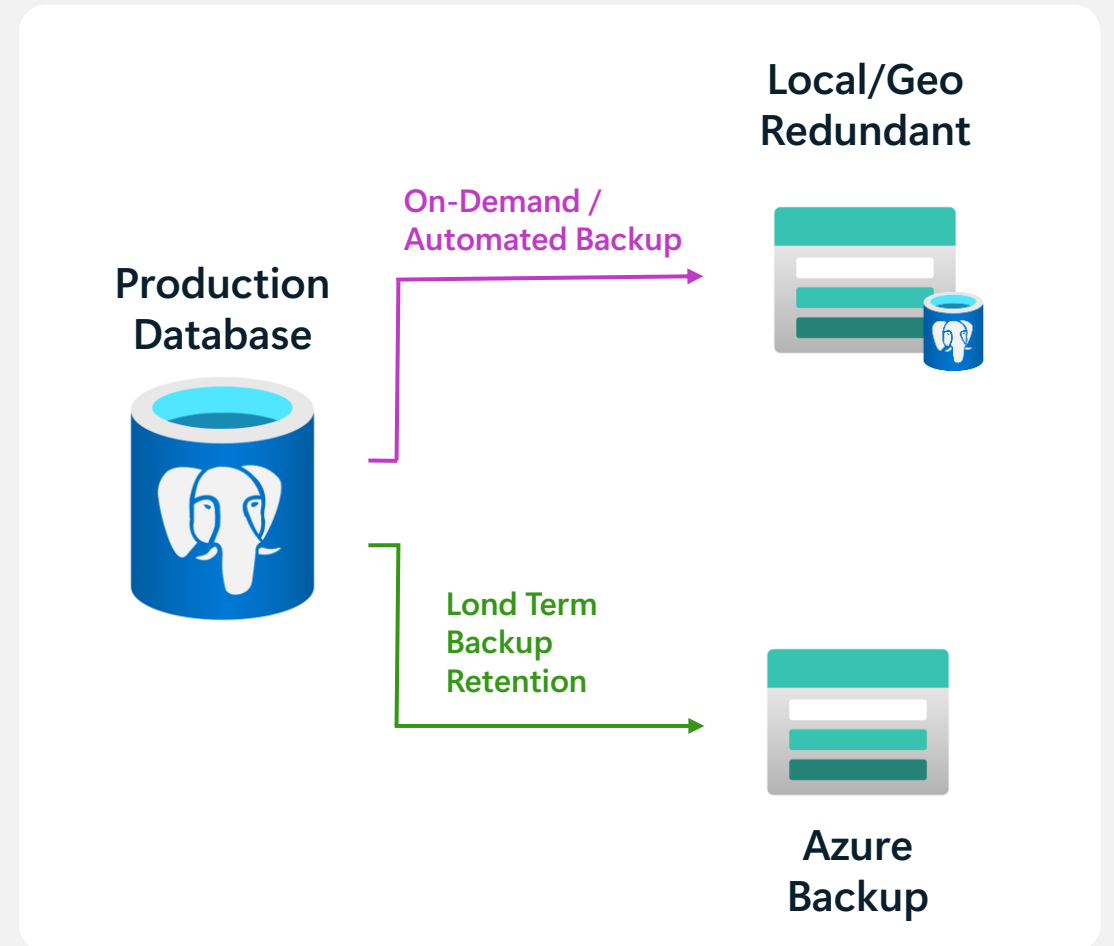 Local/Geo
Redundant
On-Demand /
Automated Backup
Production
Database
Lond Term
Backup
Retention
Azure
Backup